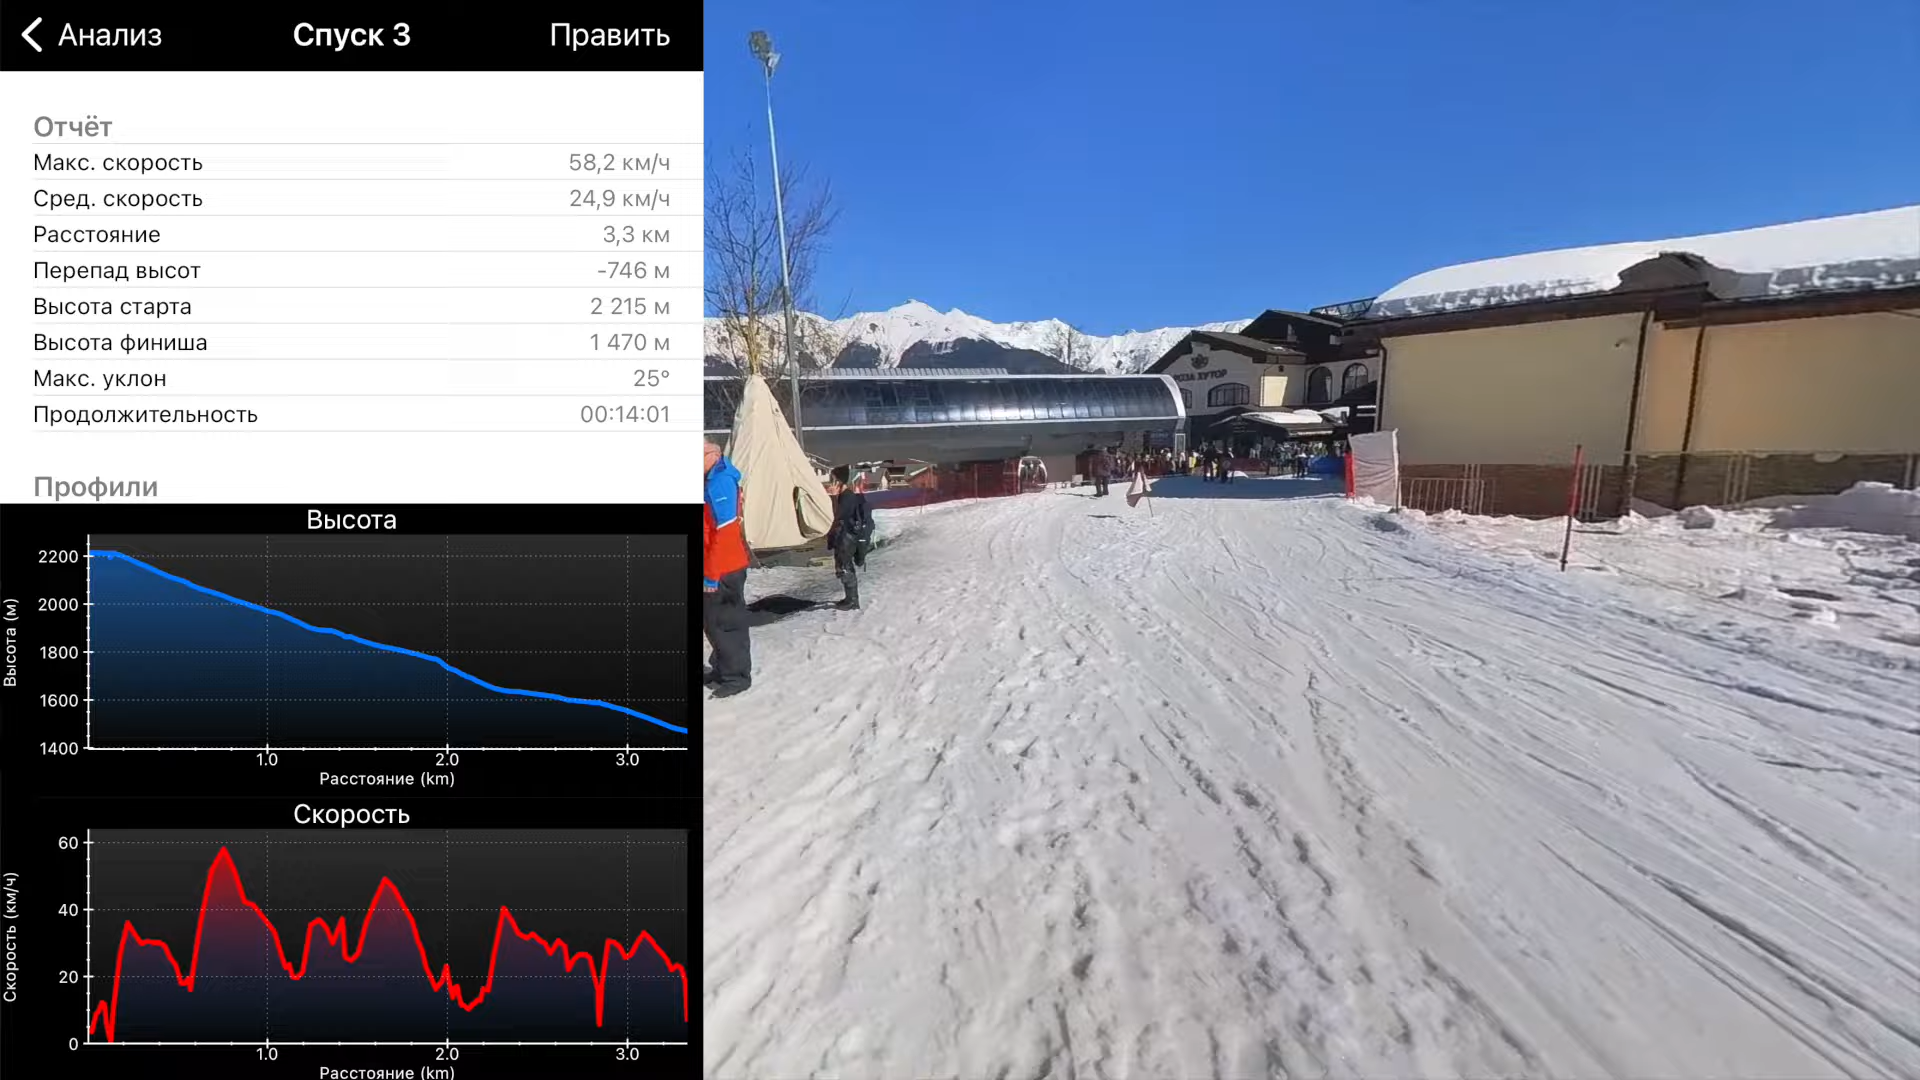 Анализ
Спуск 3
Править
Отчёт
Макс. скорость 58,2 км/ч
Сред. скорость 24,9 км/ч
Расстояние 3,3 км
Перепад высот -746 м
Высота старта 2 215 м
Высота финиша 1 470 м
Макс. уклон 25°
Продолжительность 00:14:01
Профили
Высота
Высота (м)
2200
2000
1800
1600
1400
1.0 2.0 3.0
Расстояние (km)
Скорость
Скорость (км/ч)
60
40
20
0
1.0 2.0 3.0
Расстояние (km)
РОЗА ХУТОР